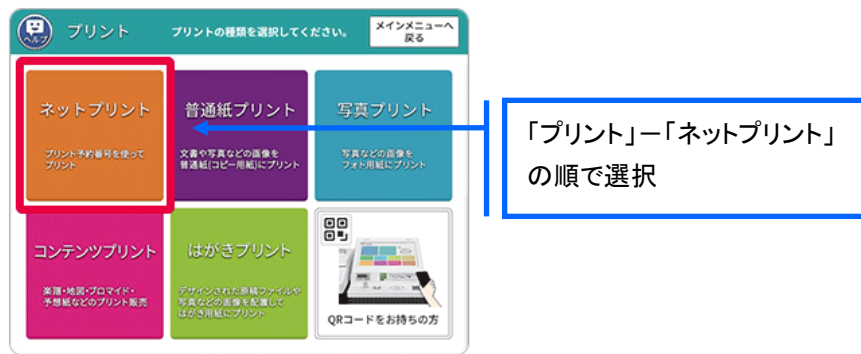 ヘルプ
プリント
プリントの種類を選択してください。
メインメニューへ
戻る
ネットプリント
プリント予約番号を使って
プリント
普通紙プリント
文書や写真などの画像を
普通紙(コピー用紙)にプリント
写真プリント
写真などの画像を
フォト用紙にプリント
「プリント」－「ネットプリント」
の順で選択
コンテンツプリント
楽譜・地図・ブロマイド・
予想紙などのプリント販売
はがきプリント
デザインされた原稿ファイルや
写真などの画像を配置して
はがき用紙にプリント
QRコードをお持ちの方